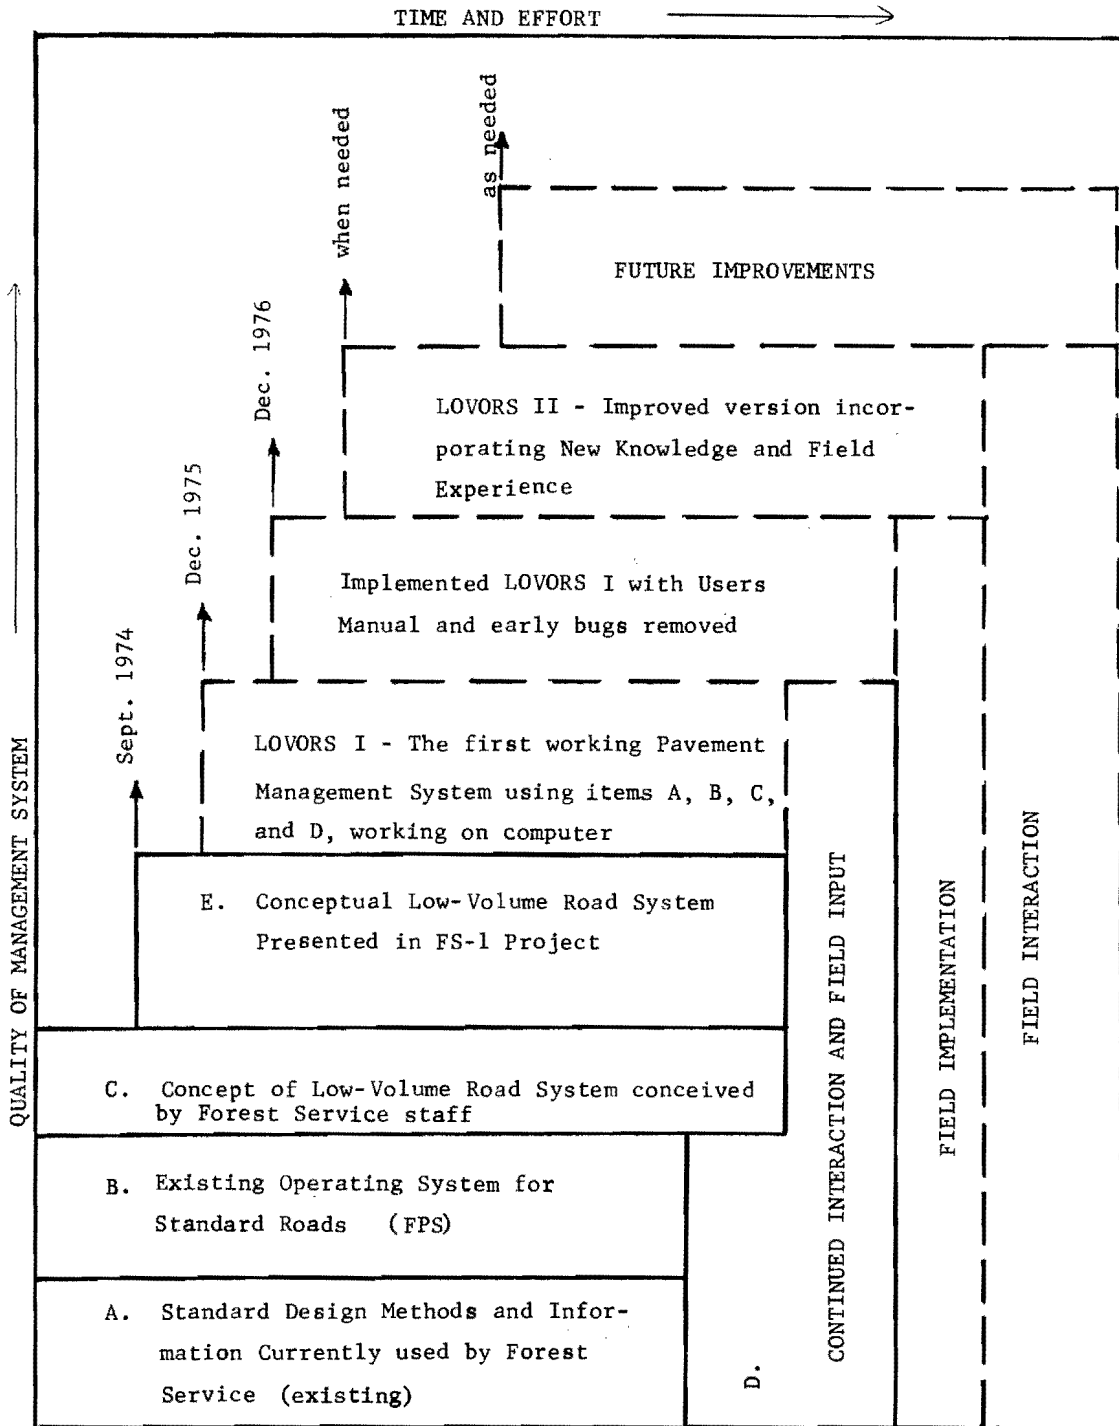 TIME AND EFFORT
as needed
when needed
FUTURE IMPROVEMENTS
Dec. 1976
LOVORS II - Improved version incor-
porating New Knowledge and Field
Experience
Dec. 1975
Implemented LOVORS I with Users
Manual and early bugs removed
Sept. 1974
LOVORS I - The first working Pavement
Management System using items A, B, C,
and D, working on computer
E. Conceptual Low-Volume Road System
Presented in FS-1 Project
C. Concept of Low-Volume Road System conceived
by Forest Service staff
B. Existing Operating System for
Standard Roads (FPS)
A. Standard Design Methods and Infor-
mation Currently used by Forest
Service (existing)
D.
CONTINUED INTERACTION AND FIELD INPUT
FIELD IMPLEMENTATION
FIELD INTERACTION
QUALITY OF MANAGEMENT SYSTEM